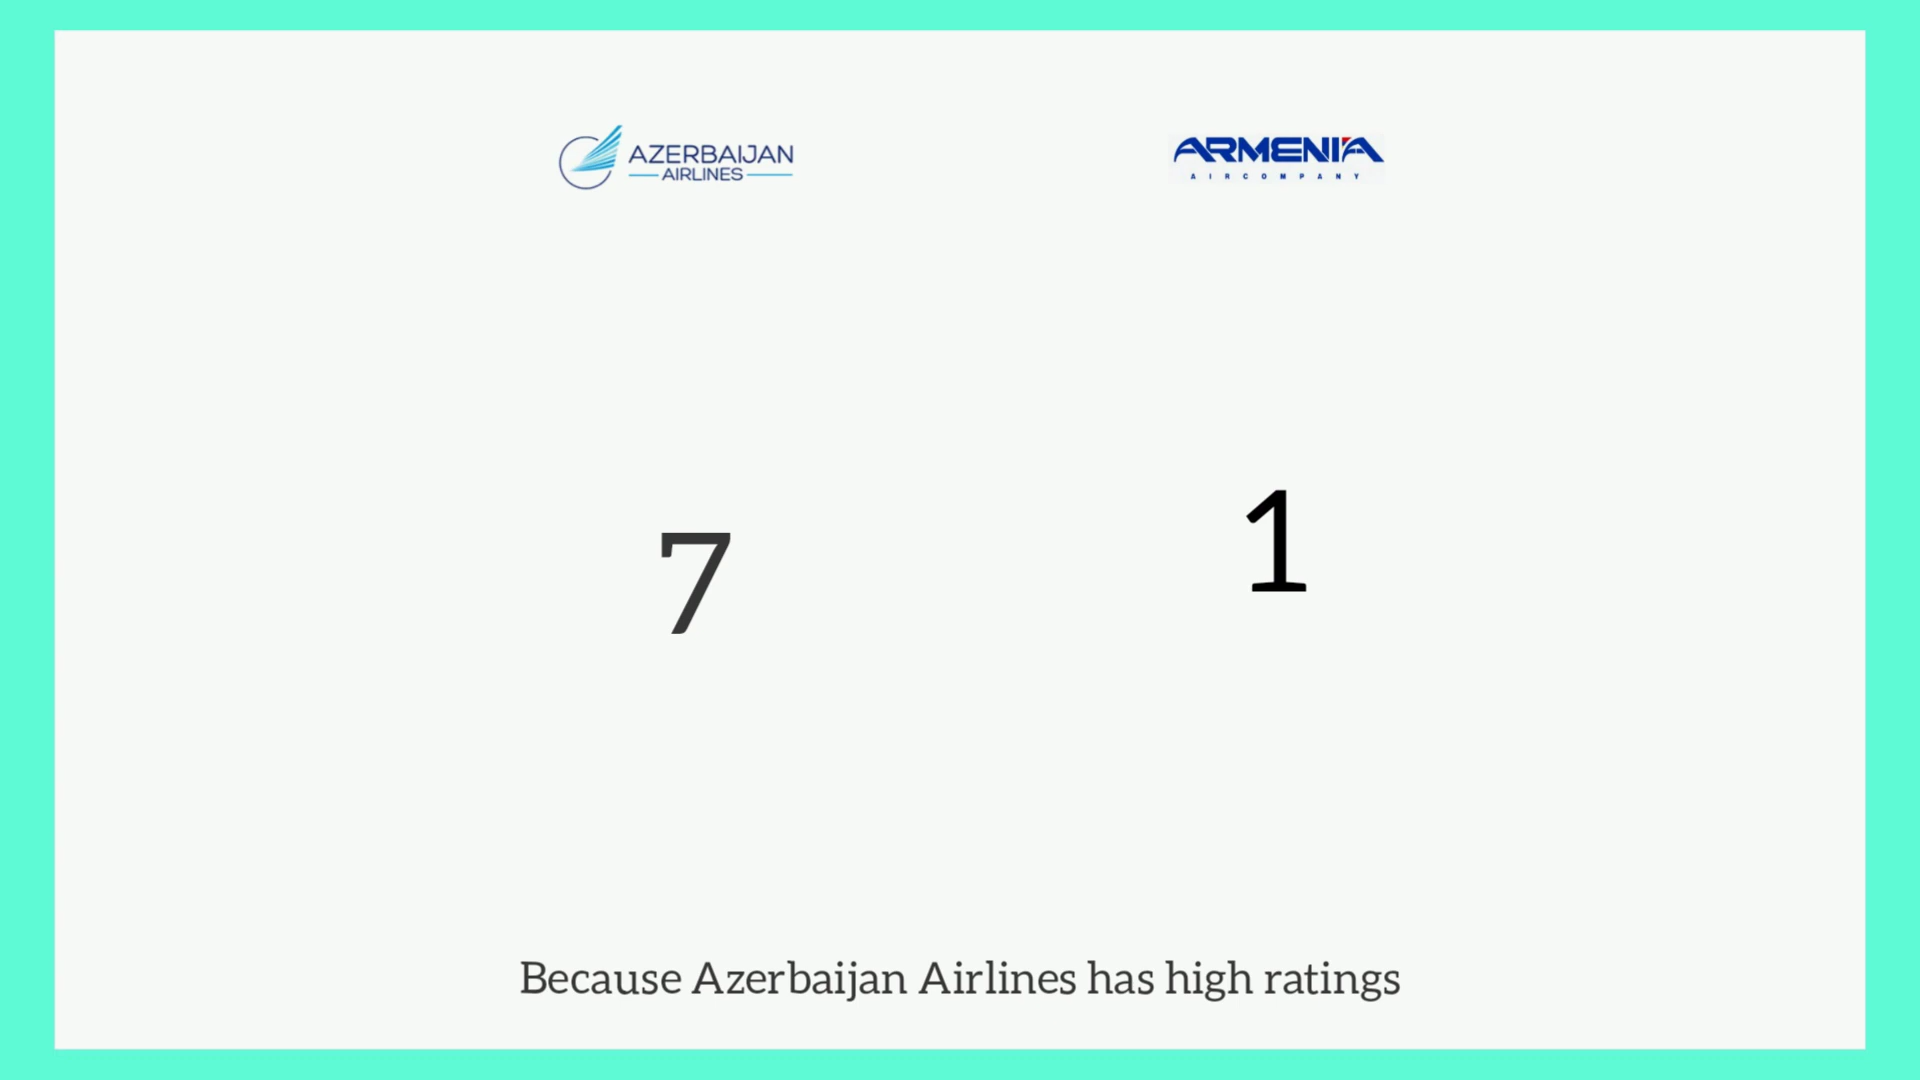 AZERBAIJAN
AIRLINES
ARMENIA
AIRCOMPANY
7
1
Because Azerbaijan Airlines has high ratings